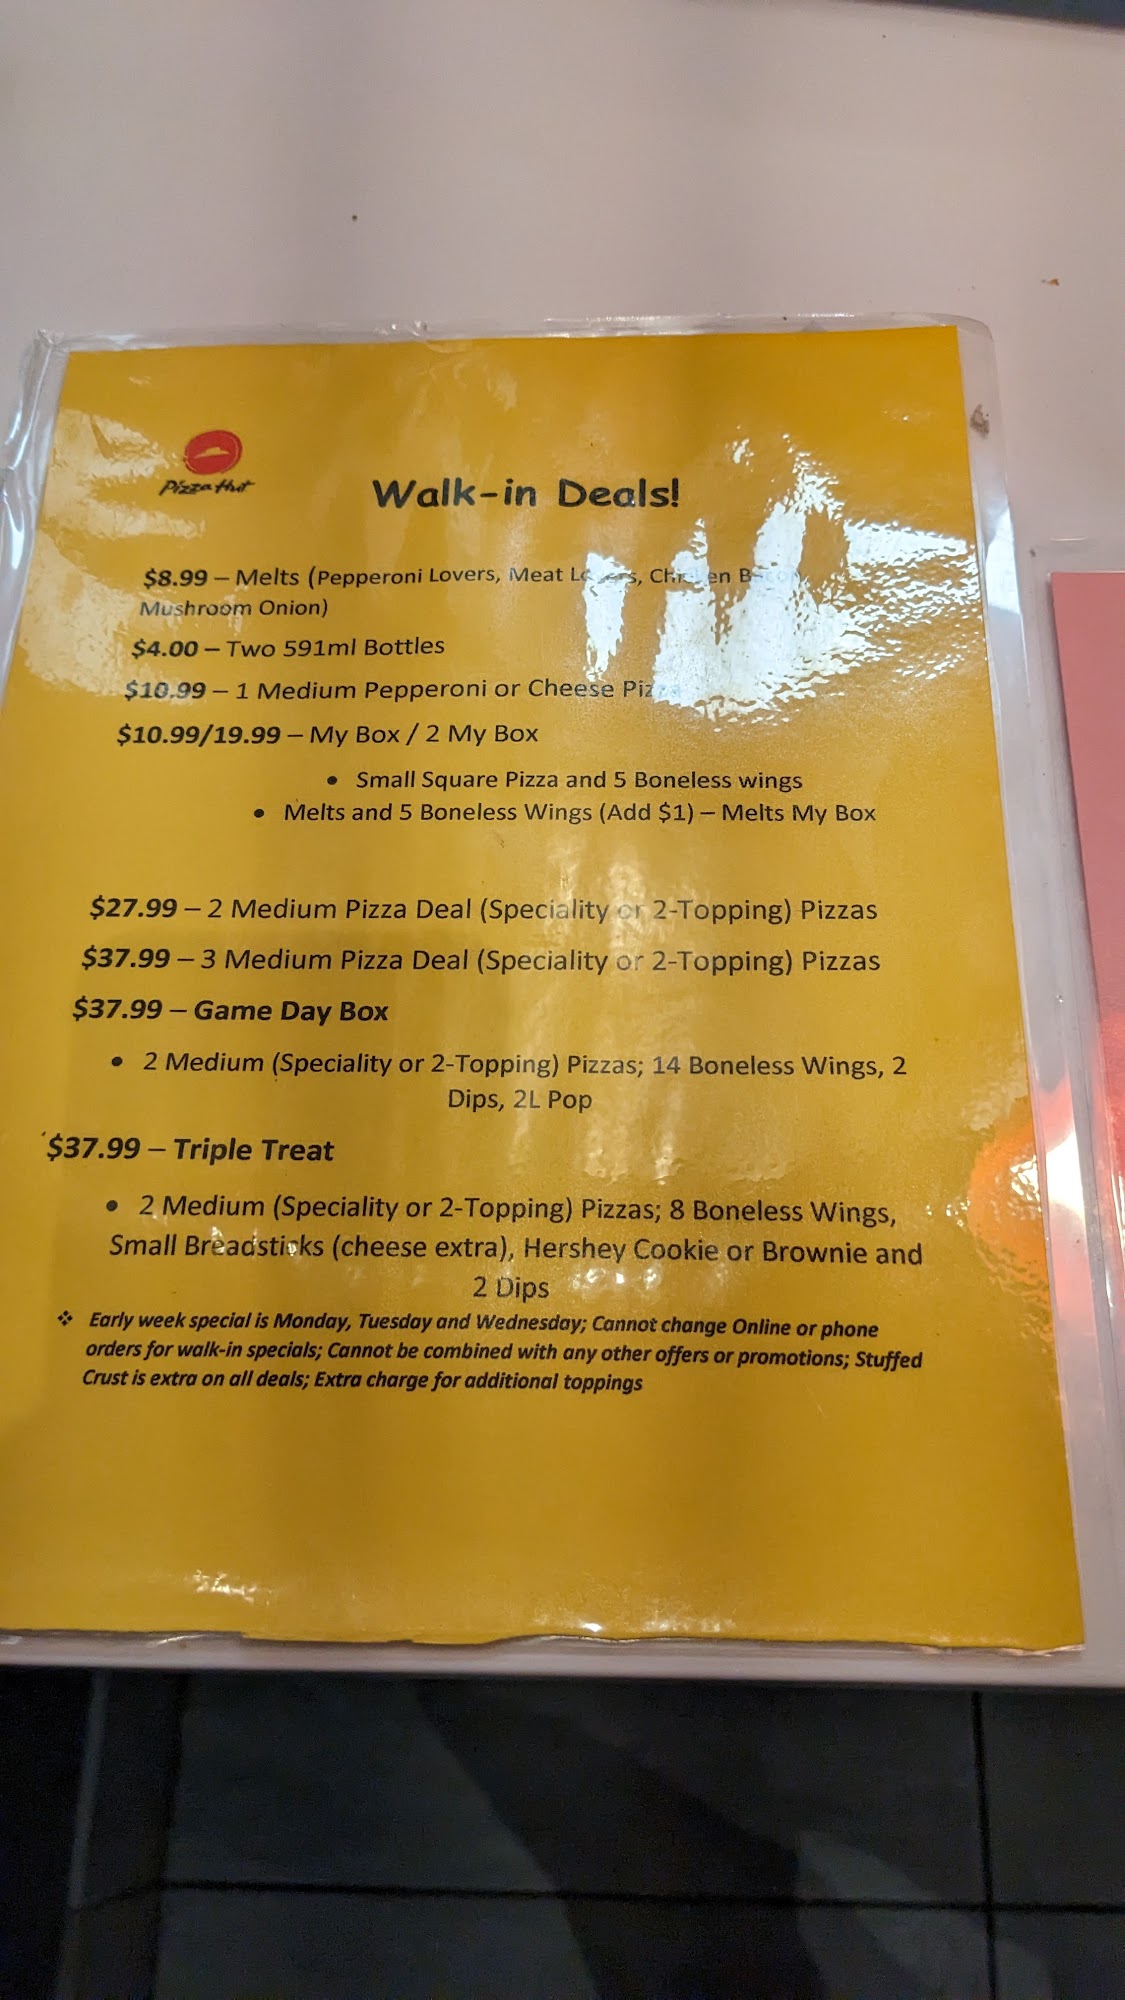 Pizza Hut
Walk-in Deals!
$8.99 – Melts (Pepperoni Lovers, Meat Lovers, Chicken Bacon
Mushroom Onion)
$4.00 – Two 591ml Bottles
$10.99 – 1 Medium Pepperoni or Cheese Pizza
$10.99/19.99 – My Box / 2 My Box
• Small Square Pizza and 5 Boneless wings
• Melts and 5 Boneless Wings (Add $1) – Melts My Box
$27.99 – 2 Medium Pizza Deal (Speciality or 2-Topping) Pizzas
$37.99 – 3 Medium Pizza Deal (Speciality or 2-Topping) Pizzas
$37.99 – Game Day Box
• 2 Medium (Speciality or 2-Topping) Pizzas; 14 Boneless Wings, 2
Dips, 2L Pop
$37.99 – Triple Treat
• 2 Medium (Speciality or 2-Topping) Pizzas; 8 Boneless Wings,
Small Breadsticks (cheese extra), Hershey Cookie or Brownie and
2 Dips
❖ Early week special is Monday, Tuesday and Wednesday; Cannot change Online or phone
orders for walk-in specials; Cannot be combined with any other offers or promotions; Stuffed
Crust is extra on all deals; Extra charge for additional toppings